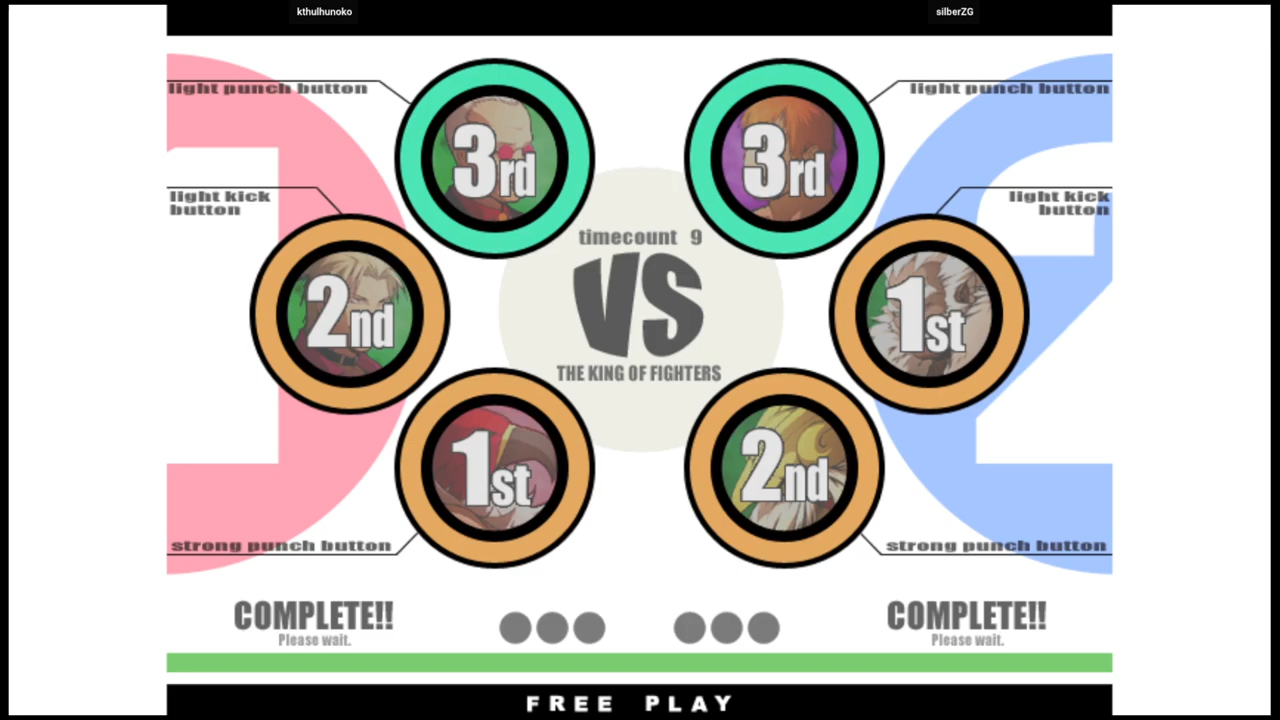 kthulhunoko
silberZG
light punch button
light punch button
3rd
3rd
light kick
button
light kick
button
timecount 9
VS
THE KING OF FIGHTERS
2nd
1st
1st
2nd
strong punch button
strong punch button
COMPLETE!!
Please wait.
COMPLETE!!
Please wait.
FREE PLAY
1
2